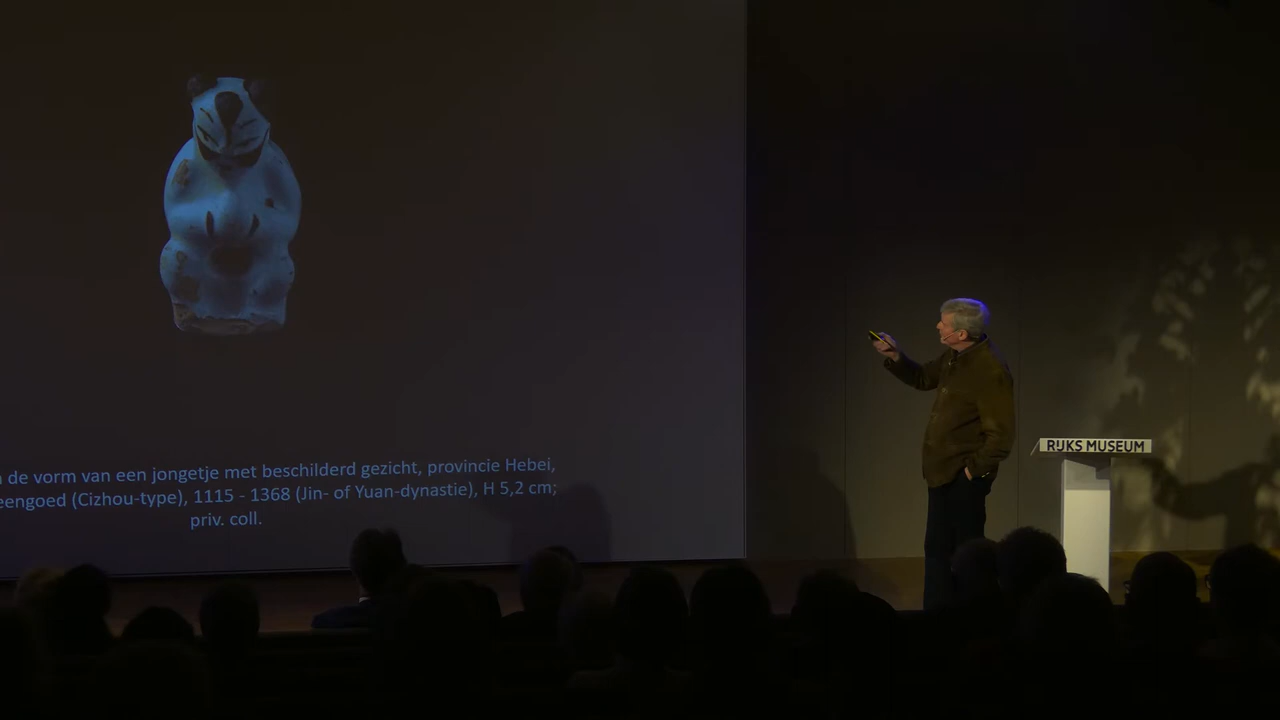 de vorm van een jongetje met beschilderd gezicht, provincie Hebei,
(Cizhou-type), 1115 - 1368 (Jin- of Yuan-dynastie), H 5,2 cm;
priv. coll.
RIJKS MUSEUM